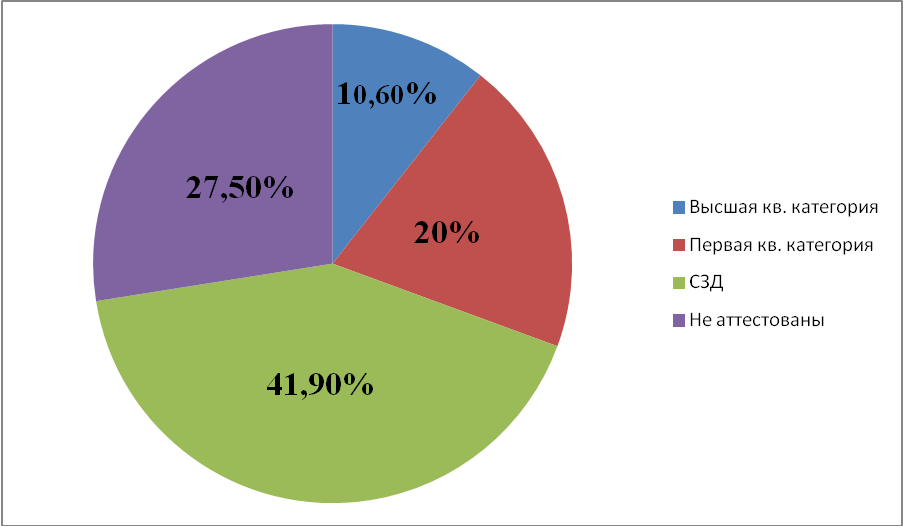 10,60%
27,50%
20%
41,90%
Высшая кв. категория
Первая кв. категория
СЗД
Не аттестованы